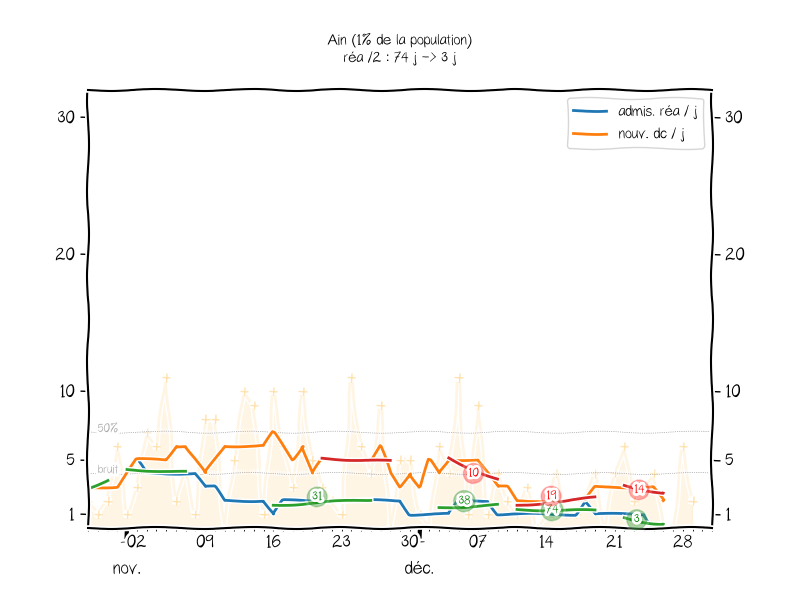 Ain (1% de la population)
réa /2 : 74 j -> 3 j
admis. réa / j
nouv. dc / j
30
30
20
20
10
10
50%
5
5
bruit
1
1
31
38
10
19
74
14
3
02 09 16 23 30 07 14 21 28
nov. déc.